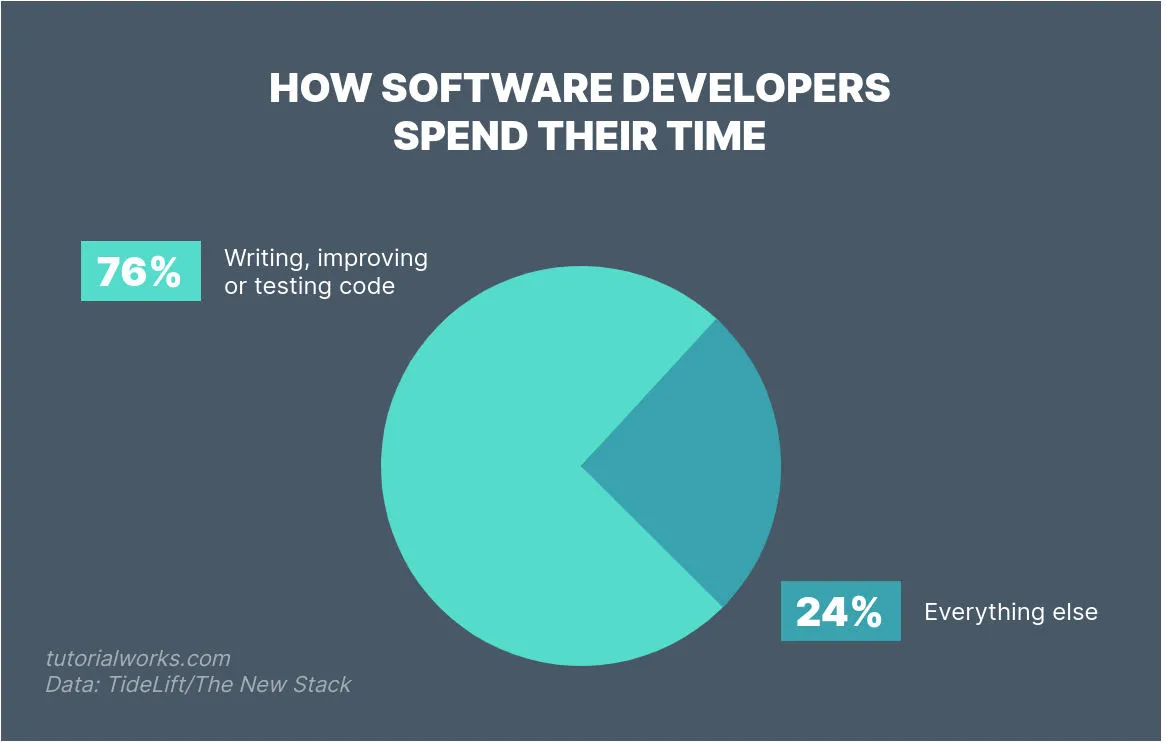 HOW SOFTWARE DEVELOPERS
SPEND THEIR TIME
76%
Writing, improving
or testing code
24%
Everything else
tutorialworks.com
Data: TideLift/The New Stack